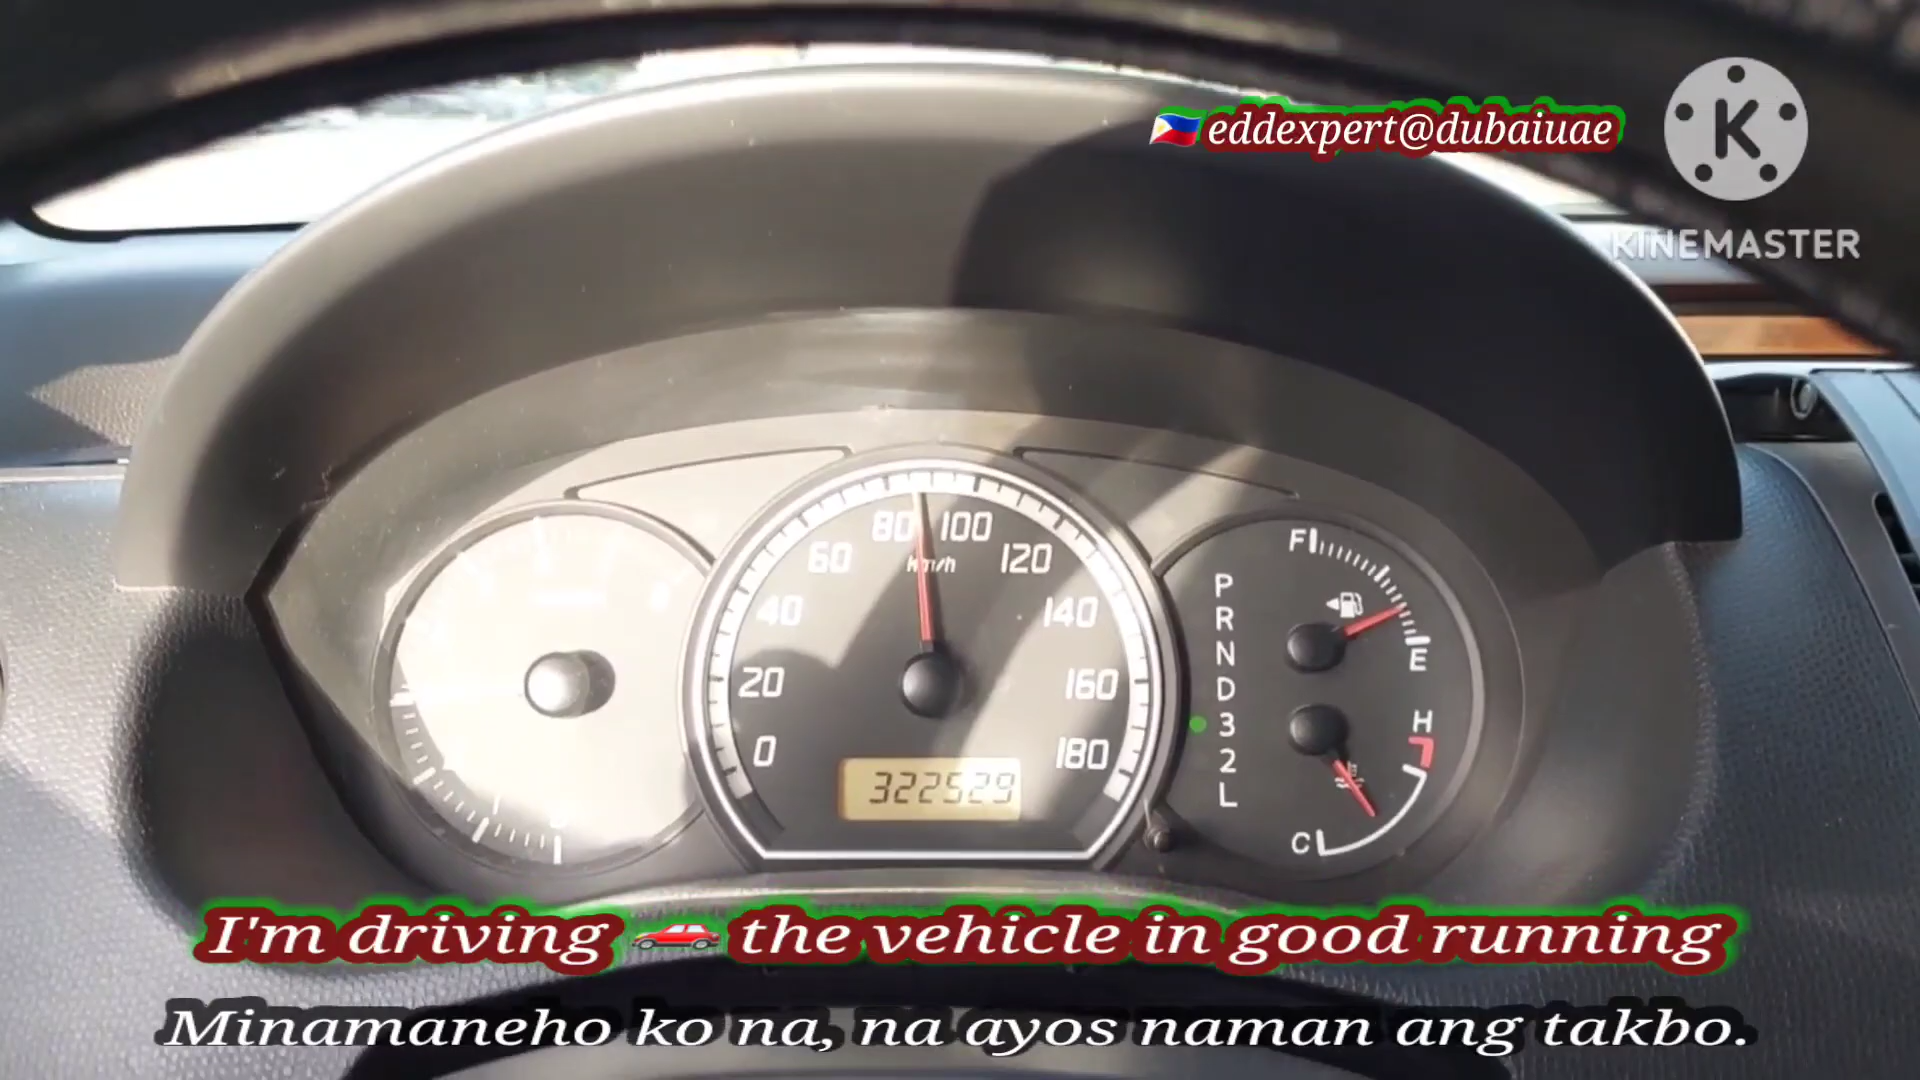 🇵🇭 eddexpert@dubaiuae
K
KINEMASTER
80 100
60 km/h 120
40 140
20 160
0 180
322529
F
E
P
R
N
D
3
2
L
H
C
I'm driving 🚗 the vehicle in good running
Minamaneho ko na, na ayos naman ang takbo.